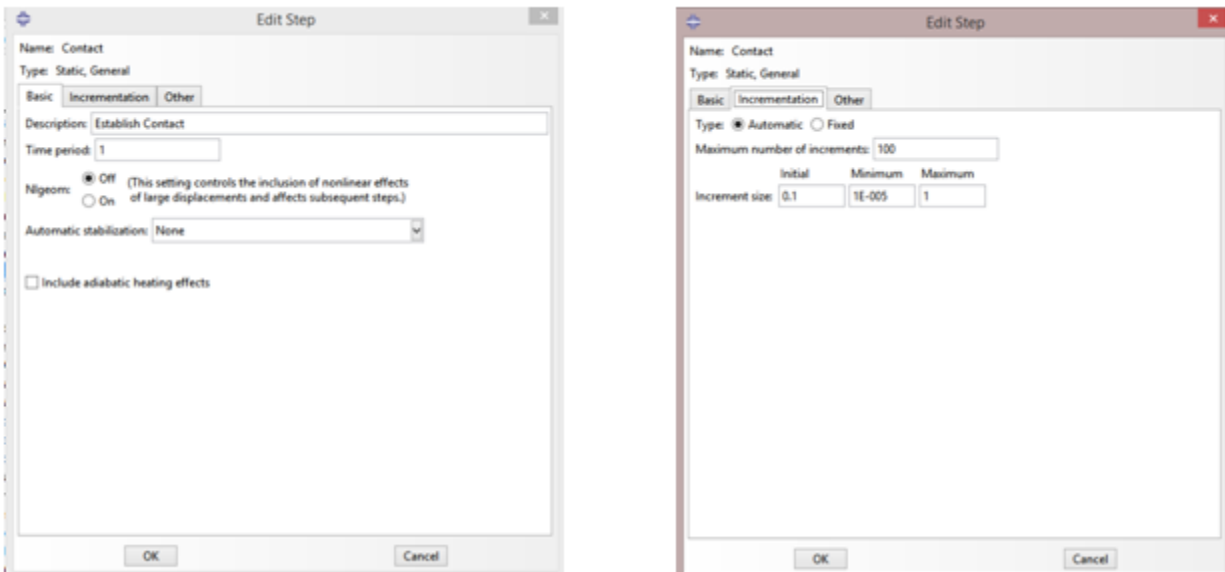 Edit Step
Name: Contact
Type: Static, General
Basic Incrementation Other
Description: Establish Contact
Time period: 1
Nlgeom: Off (This setting controls the inclusion of nonlinear effects
On of large displacements and affects subsequent steps.)
Automatic stabilization: None
Include adiabatic heating effects
OK Cancel
Edit Step
Name: Contact
Type: Static, General
Basic Incrementation Other
Type: Automatic Fixed
Maximum number of increments: 100
Initial Minimum Maximum
Increment size: 0.1 1E-005 1
OK Cancel